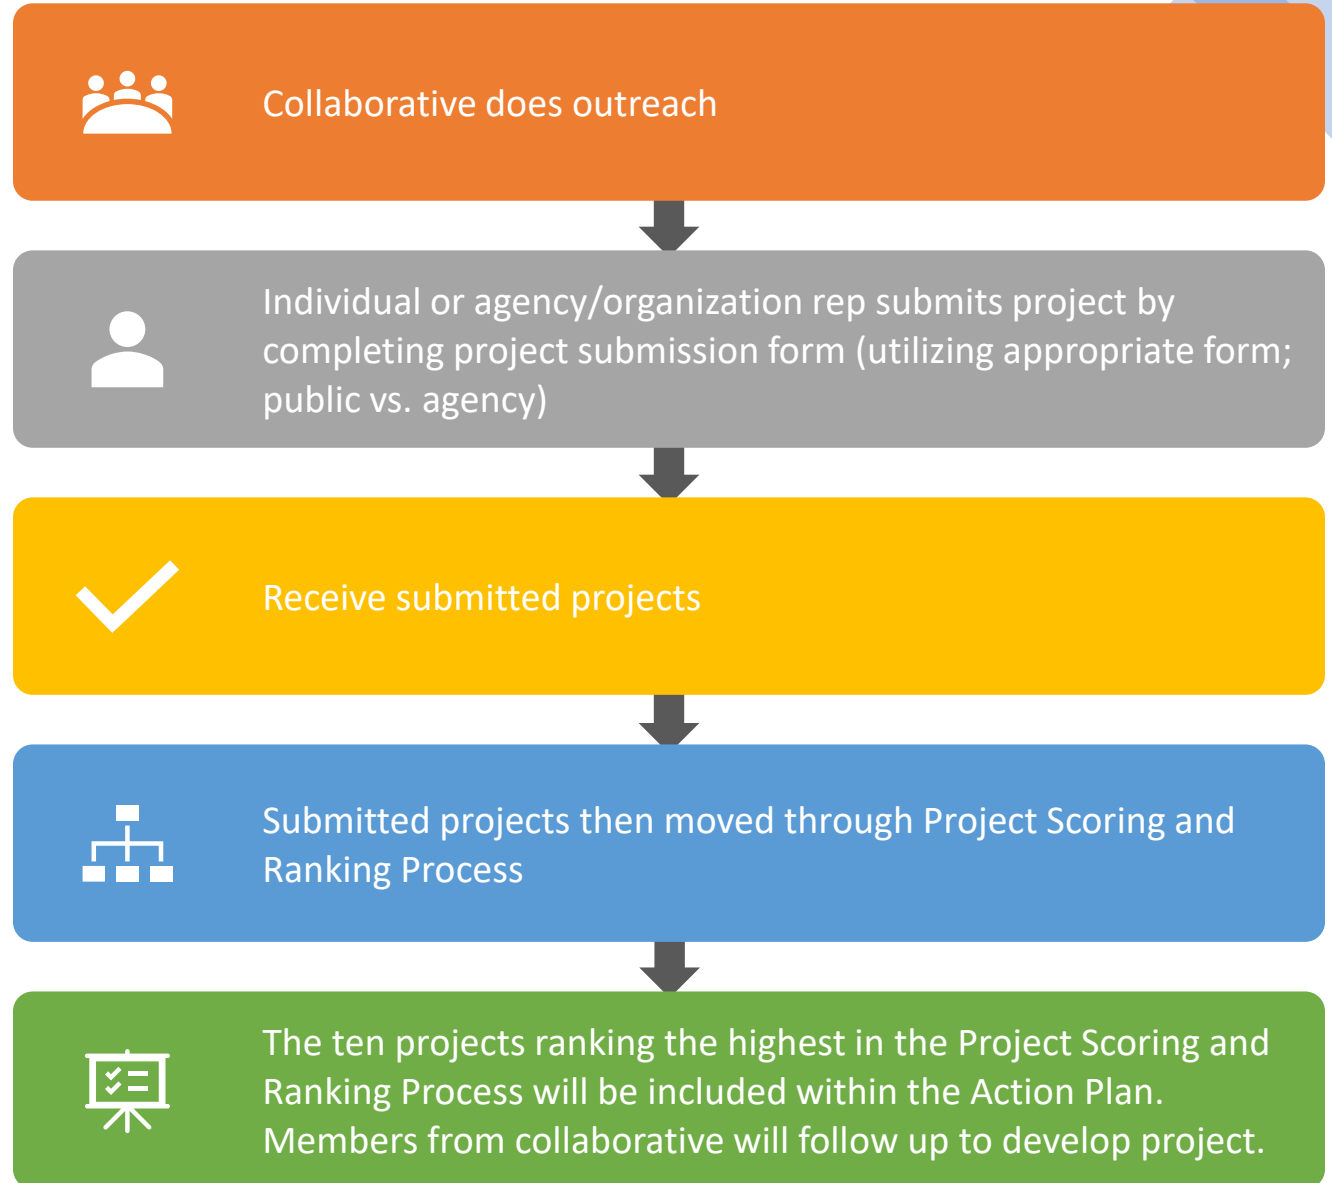 Collaborative does outreach
Individual or agency/organization rep submits project by
completing project submission form (utilizing appropriate form;
public vs. agency)
Receive submitted projects
Submitted projects then moved through Project Scoring and
Ranking Process
The ten projects ranking the highest in the Project Scoring and
Ranking Process will be included within the Action Plan.
Members from collaborative will follow up to develop project.